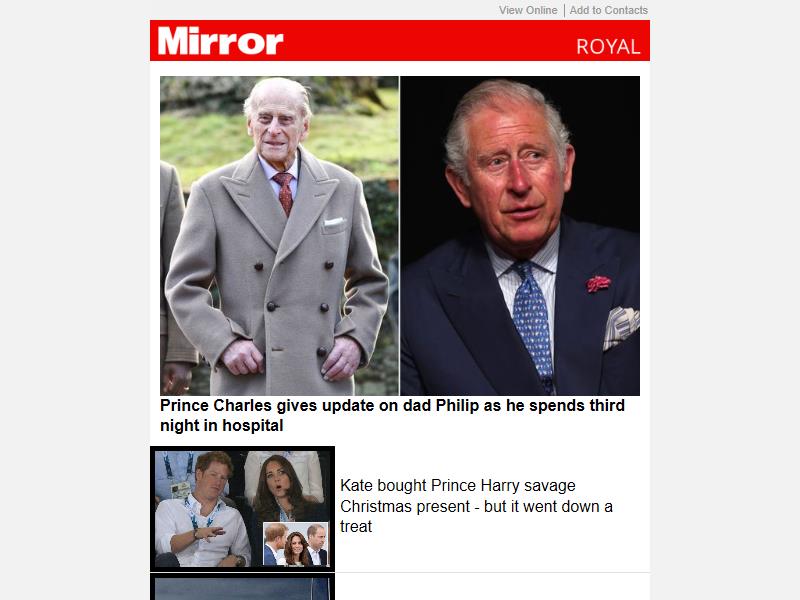 View Online | Add to Contacts
Mirror
ROYAL
Prince Charles gives update on dad Philip as he spends third
night in hospital
Kate bought Prince Harry savage
Christmas present - but it went down a
treat